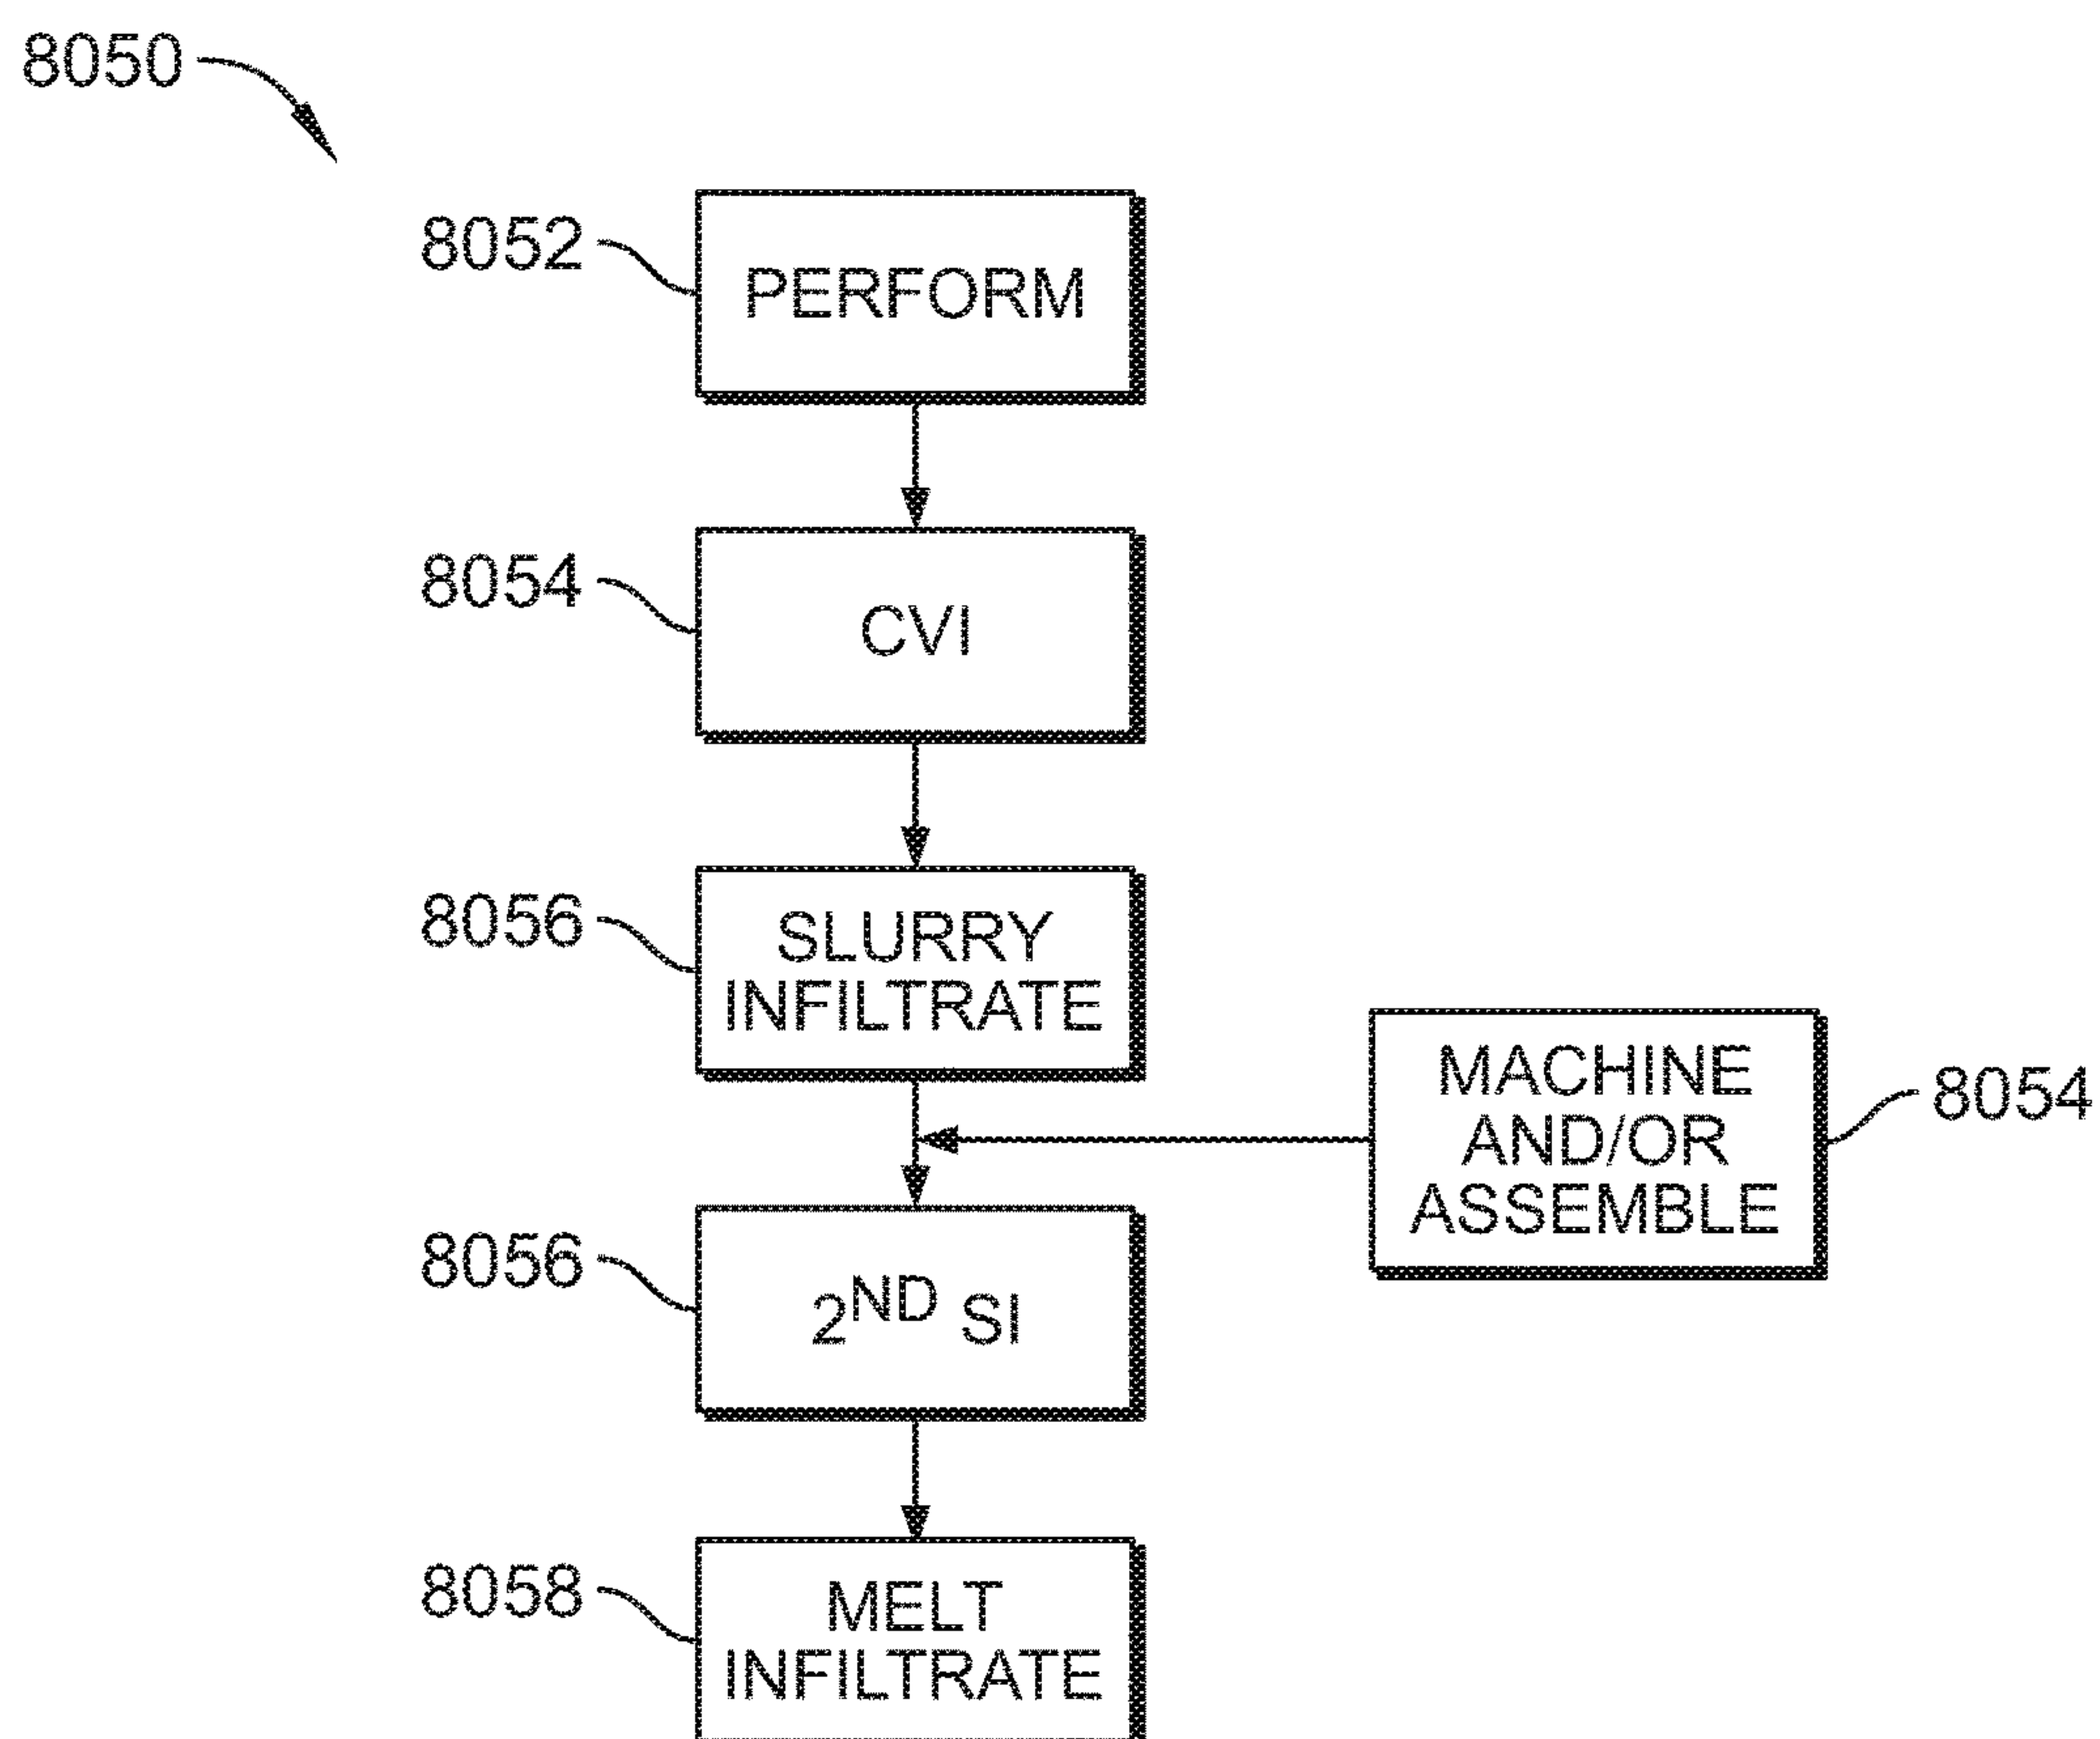 8050
8052
PERFORM
8054
CVI
8056
SLURRY
INFILTRATE
MACHINE
AND/OR
ASSEMBLE
8054
8056
2ND SI
8058
MELT
INFILTRATE